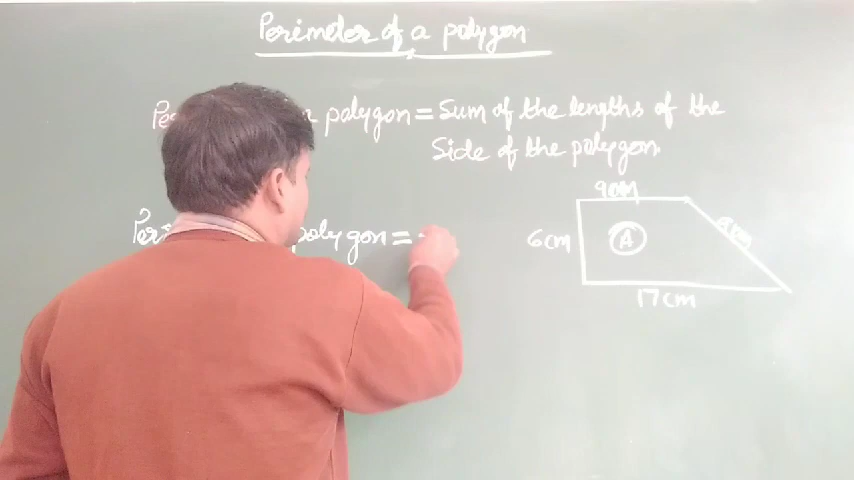 Perimeter of a polygon
polygon = Sum of the lengths of the
Side of the polygon
9cm
6cm
A
polygon =
17cm